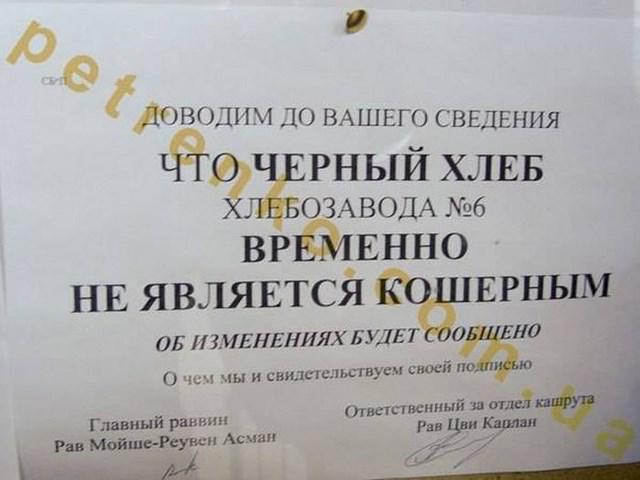 ДОВОДИМ ДО ВАШЕГО СВЕДЕНИЯ
ЧТО ЧЕРНЫЙ ХЛЕБ
ХЛЕБОЗАВОДА №6
ВРЕМЕННО
НЕ ЯВЛЯЕТСЯ КОШЕРНЫМ
ОБ ИЗМЕНЕНИЯХ БУДЕТ СООБЩЕНО
О чем мы и свидетельствуем своей подписью
Главный раввин
Рав Мойше-Реувен Асман
Ответственный за отдел кашрута
Рав Цви Каплан
petrenko.com.ua